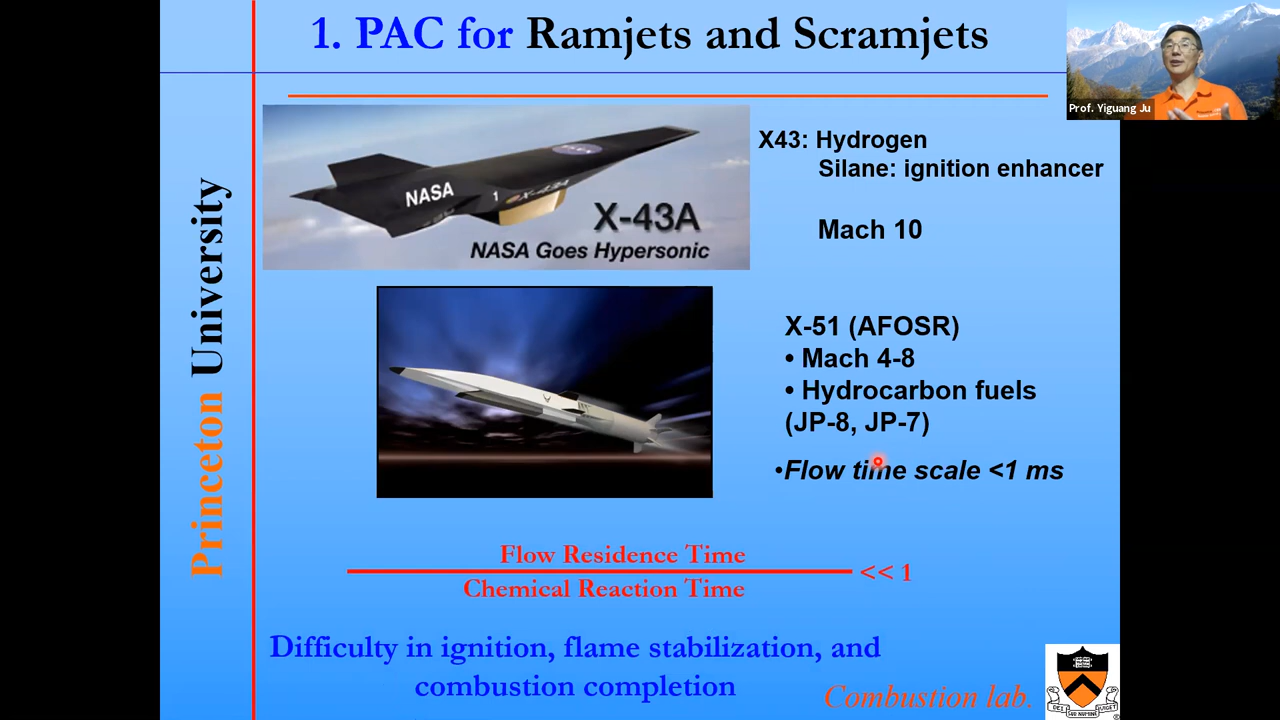 1. PAC for Ramjets and Scramjets
Prof. Yiguang Ju
Princeton University
NASA
1
X-43A
X-43A
NASA Goes Hypersonic
X43: Hydrogen
Silane: ignition enhancer
Mach 10
X-51 (AFOSR)
• Mach 4-8
• Hydrocarbon fuels
(JP-8, JP-7)
•Flow time scale <1 ms
Flow Residence Time
Chemical Reaction Time
<< 1
Difficulty in ignition, flame stabilization, and
combustion completion
Combustion lab.